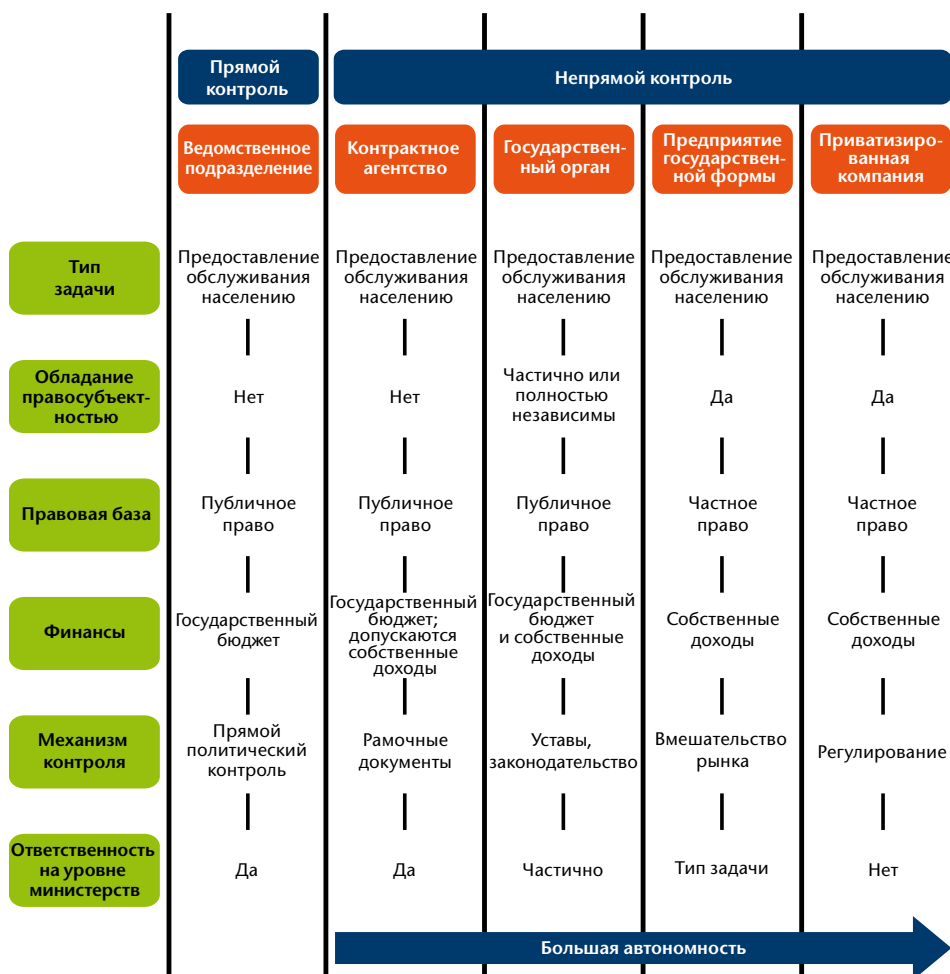 Прямой
контроль
Непрямой контроль
Ведомственное
подразделение
Контрактное
агентство
Государствен-
ный орган
Предприятие
государствен-
ной формы
Приватизиро-
ванная
компания
Тип
задачи
Предоставление
обслуживания
населению
Предоставление
обслуживания
населению
Предоставление
обслуживания
населению
Предоставление
обслуживания
населению
Предоставление
обслуживания
населению
Обладание
правосубъект-
ностью
Нет
Нет
Частично или
полностью
независимы
Да
Да
Правовая база
Публичное
право
Публичное
право
Публичное
право
Частное
право
Частное
право
Финансы
Государственный
бюджет
Государственный
бюджет;
допускаются
собственные
доходы
Государственный
бюджет
и собственные
доходы
Собственные
доходы
Собственные
доходы
Механизм
контроля
Прямой
политический
контроль
Рамочные
документы
Уставы,
законодательство
Вмешательство
рынка
Регулирование
Ответственность
на уровне
министерств
Да
Да
Частично
Тип задачи
Нет
Большая автономность